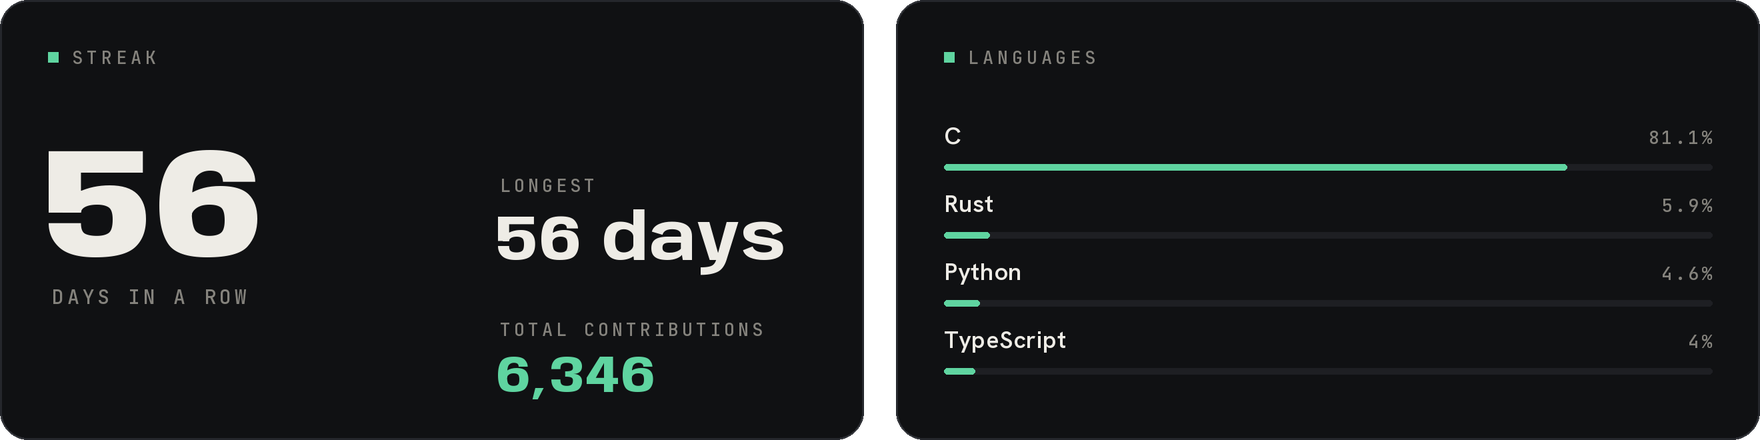 STREAK
56
DAYS IN A ROW
LONGEST
56 days
TOTAL CONTRIBUTIONS
6,346
LANGUAGES
C 81.1%
Rust 5.9%
Python 4.6%
TypeScript 4%